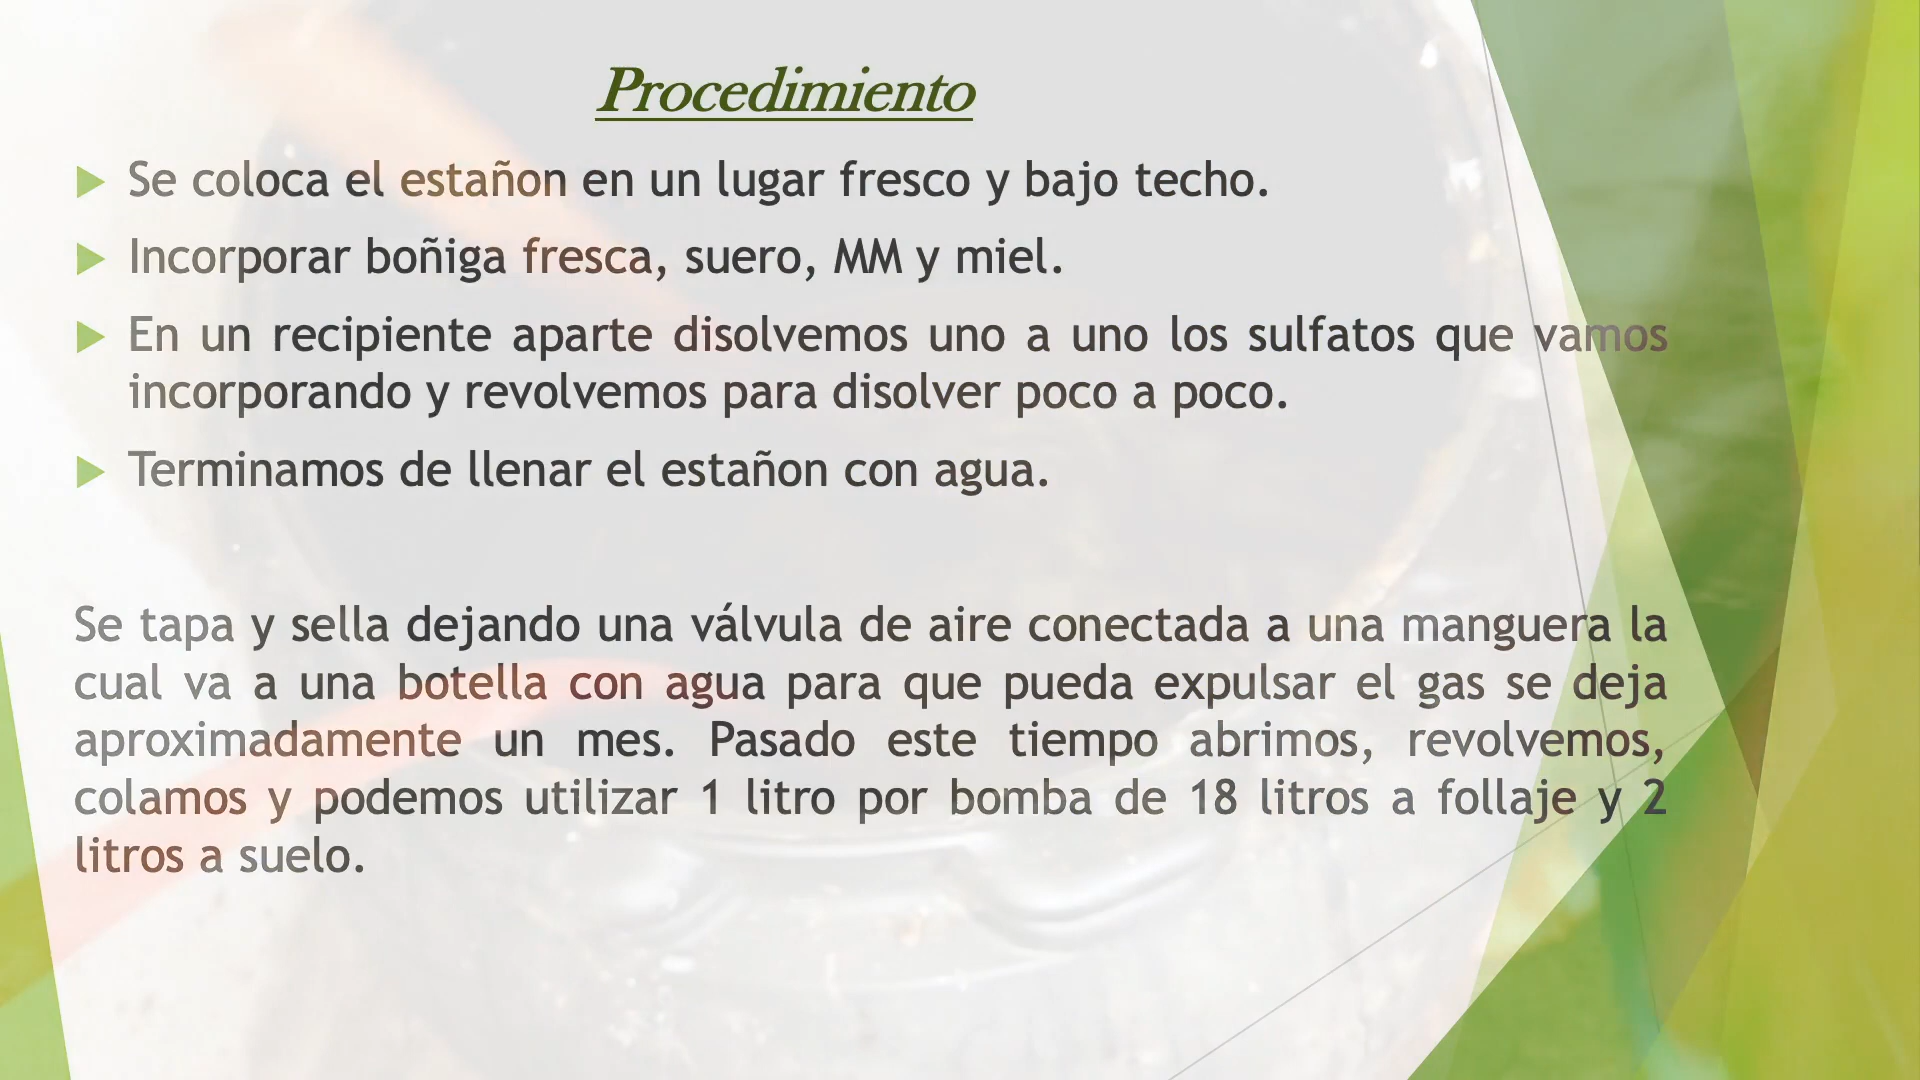 Procedimiento
Se coloca el estañon en un lugar fresco y bajo techo.
Incorporar boñiga fresca, suero, MM y miel.
En un recipiente aparte disolvemos uno a uno los sulfatos que vamos
incorporando y revolvemos para disolver poco a poco.
Terminamos de llenar el estañon con agua.
Se tapa y sella dejando una válvula de aire conectada a una manguera la
cual va a una botella con agua para que pueda expulsar el gas se deja
aproximadamente un mes. Pasado este tiempo abrimos, revolvemos,
colamos y podemos utilizar 1 litro por bomba de 18 litros a follaje y 2
litros a suelo.